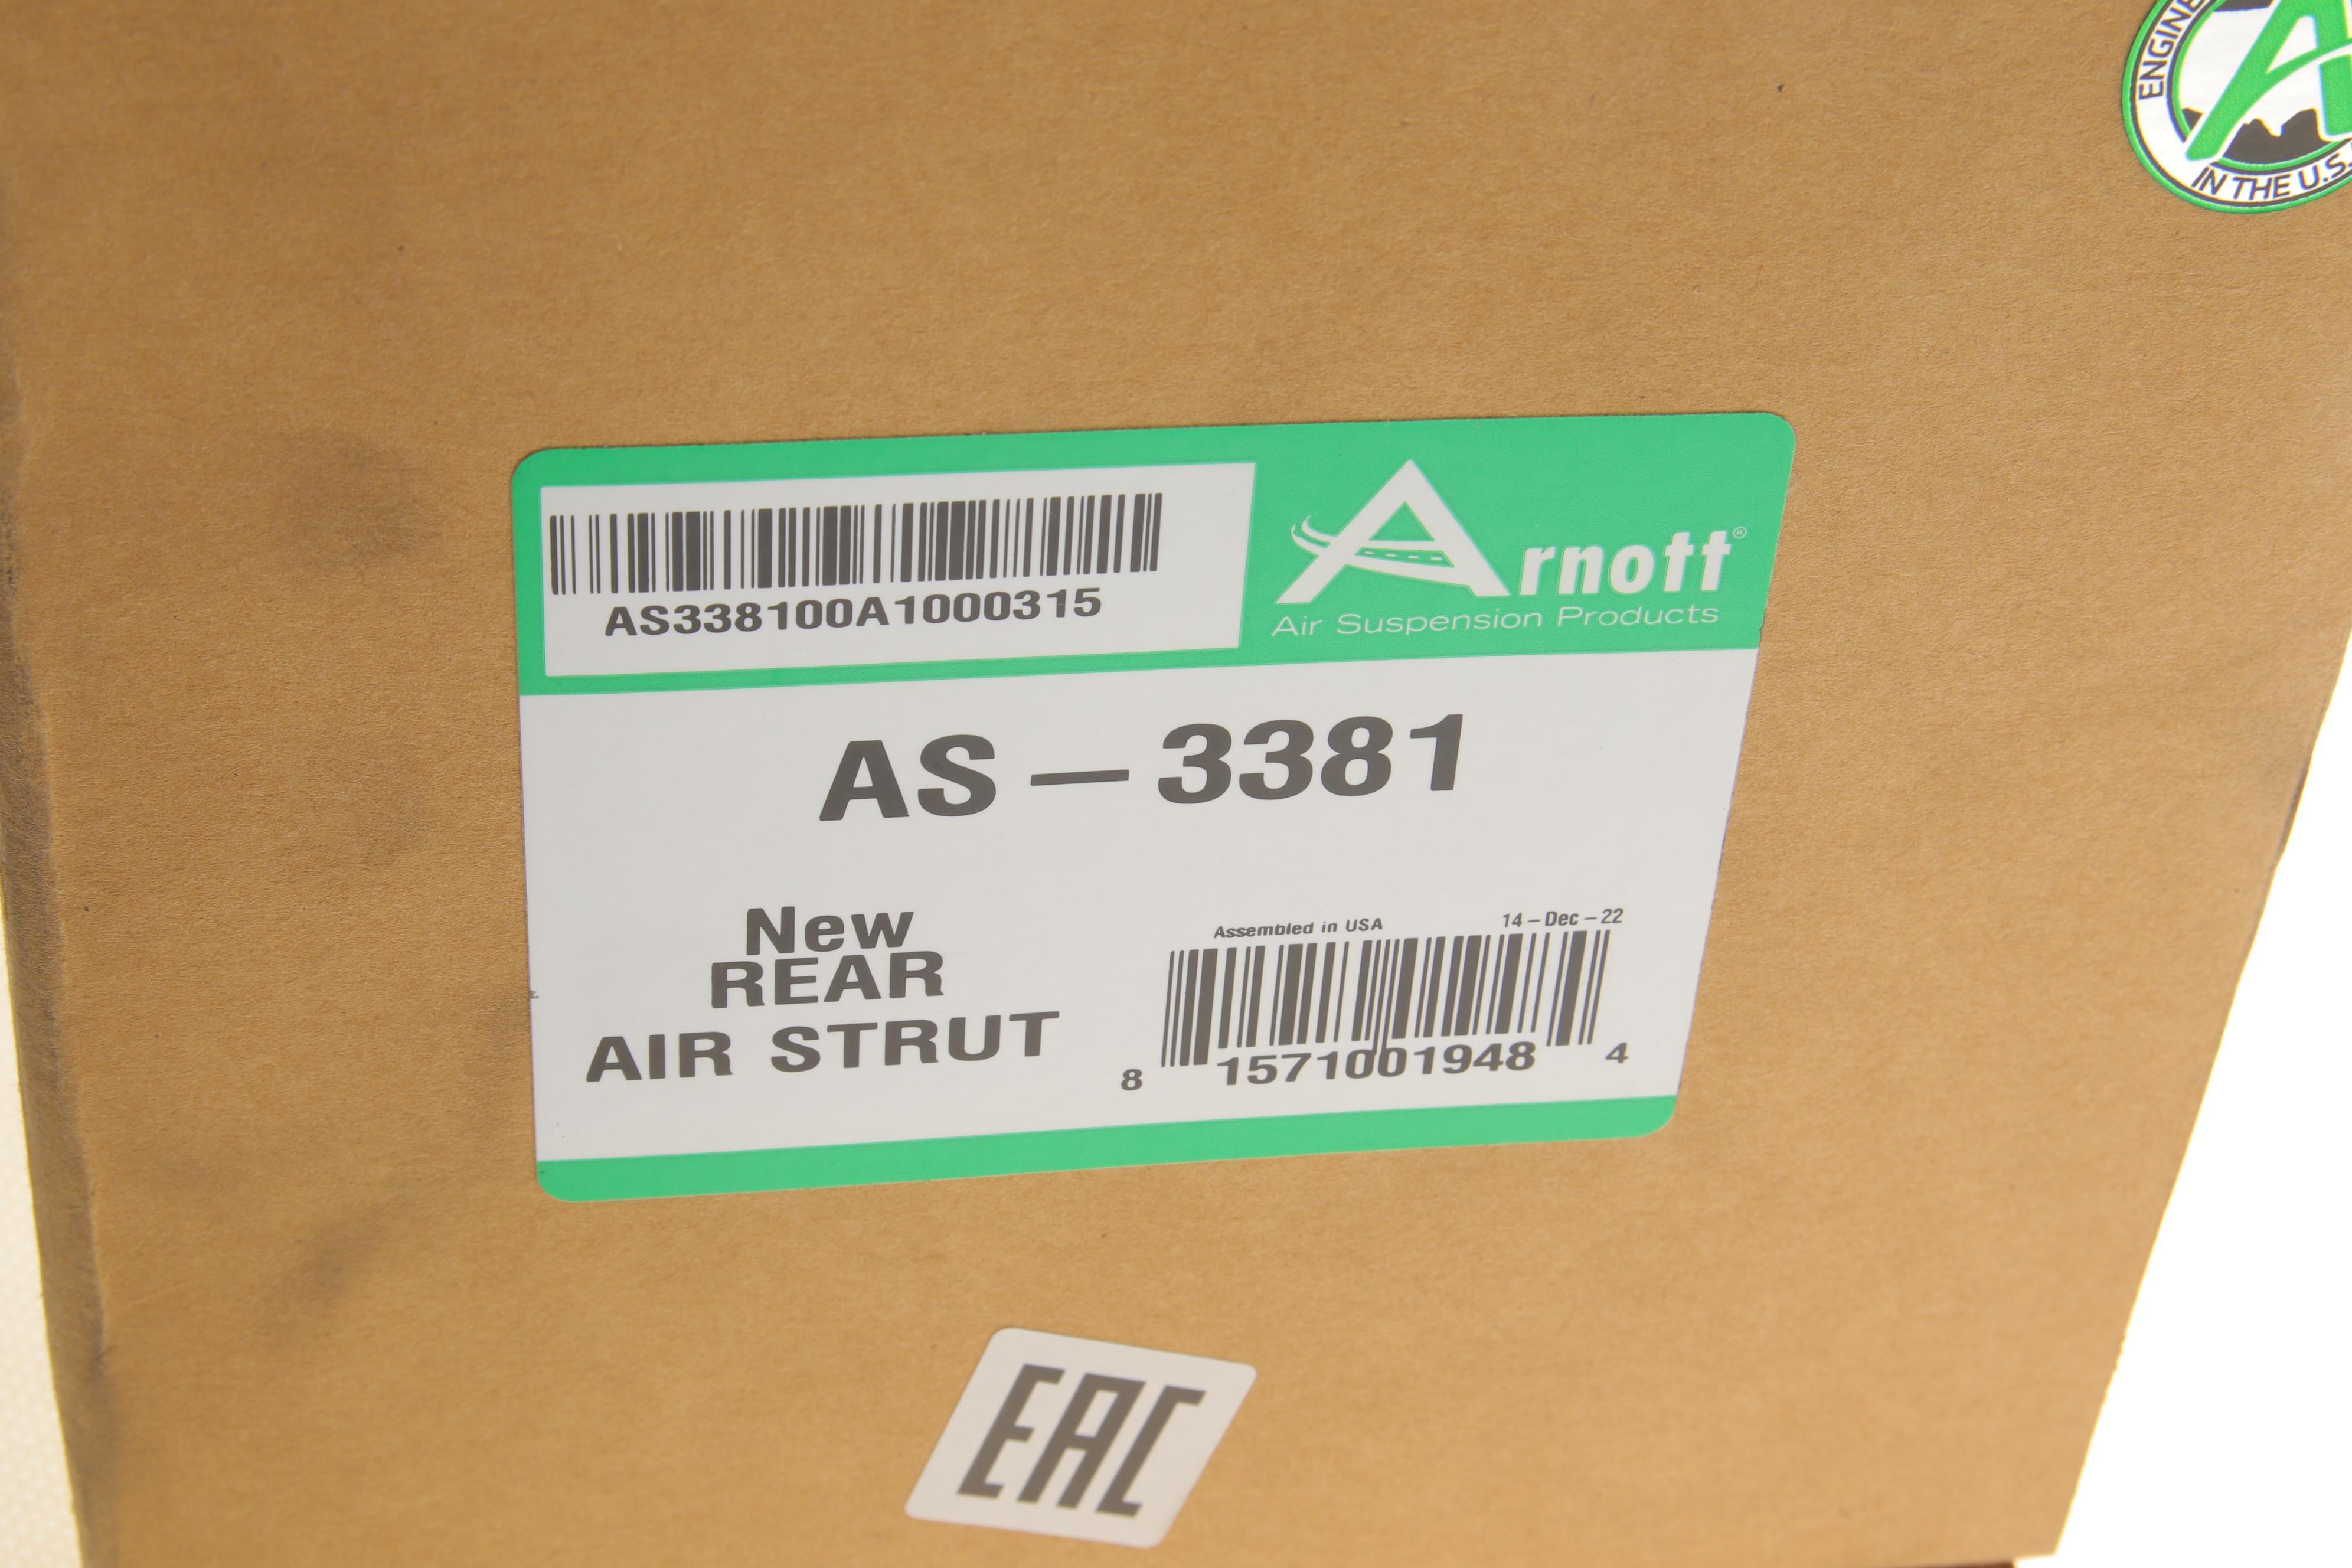 IN THE U.S.
AS338100A1000315
Arnott®
Air Suspension Products
AS-3381
New
REAR
AIR STRUT
Assembled in USA 14-Dec-22
8 1571001948 4
EAC